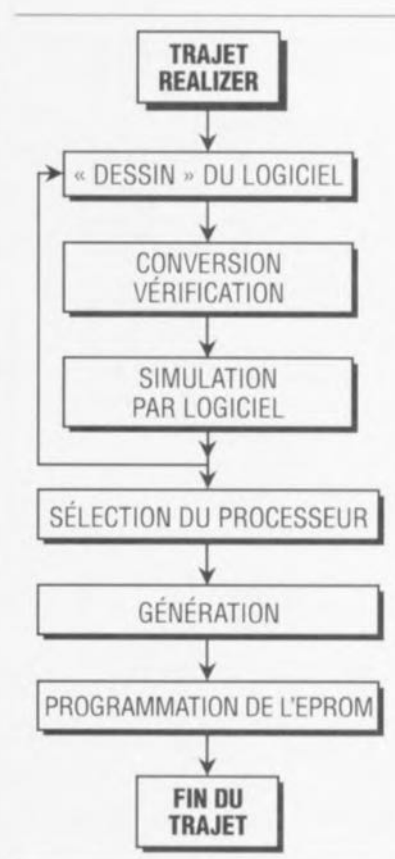 TRAJET
REALIZER
« DESSIN » DU LOGICIEL
CONVERSION
VÉRIFICATION
SIMULATION
PAR LOGICIEL
SÉLECTION DU PROCESSEUR
GÉNÉRATION
PROGRAMMATION DE L'EPROM
FIN DU
TRAJET